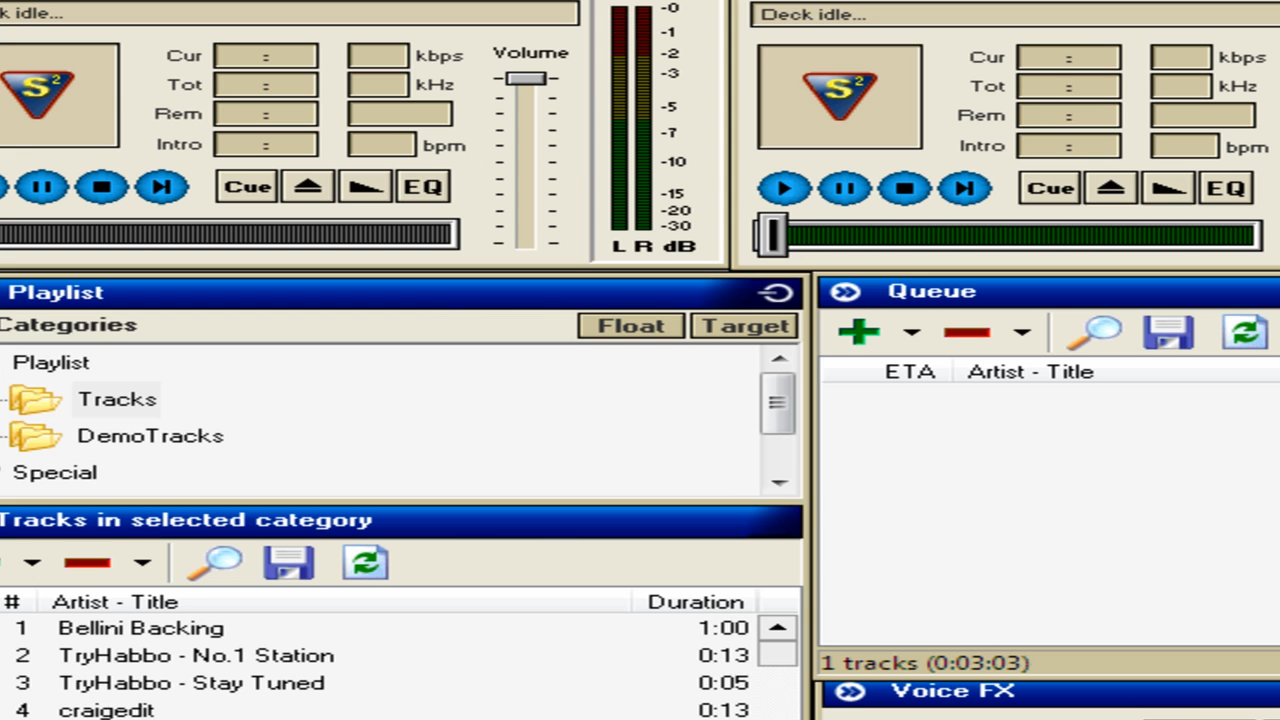 k idle...
Cur : kbps
Tot : kHz
Rem :
Intro : bpm
Cue EQ
Volume
-0
-1
-2
-3
-5
-7
-10
-15
-20
-30
L R dB
Deck idle...
S2
Cur : kbps
Tot : kHz
Rem :
Intro : bpm
Cue EQ
S2
Playlist
Categories Float Target
Playlist
Tracks
DemoTracks
Special
Tracks in selected category
# Artist - Title Duration
1 Bellini Backing 1:00
2 TryHabbo - No.1 Station 0:13
3 TryHabbo - Stay Tuned 0:05
4 craigedit 0:13
Queue
ETA Artist - Title
1 tracks (0:03:03)
Voice FX